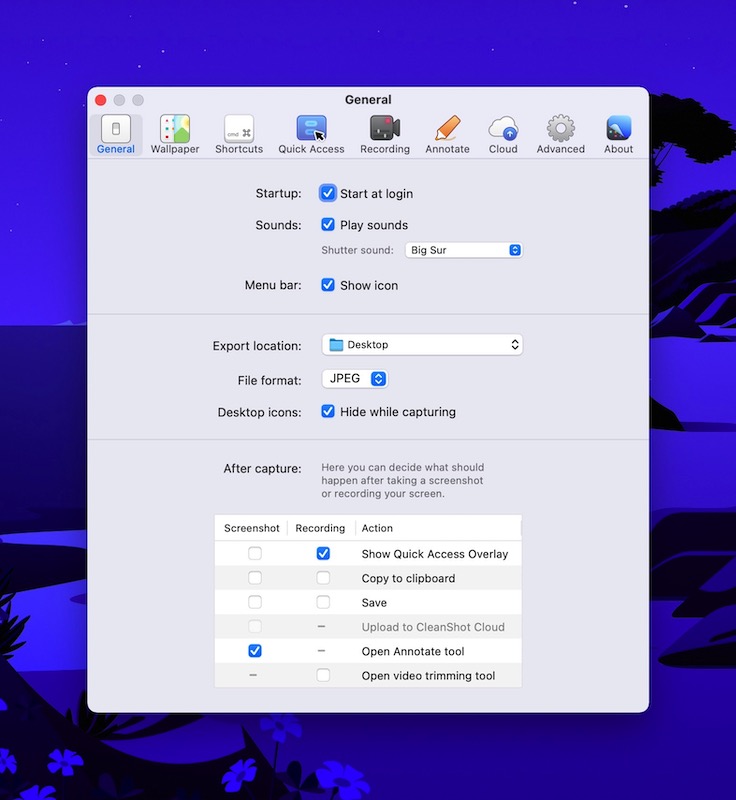 General
cmd
General Wallpaper Shortcuts Quick Access Recording Annotate Cloud Advanced About
Startup: Start at login
Sounds: Play sounds
Shutter sound: Big Sur
Menu bar: Show icon
Export location: Desktop
File format: JPEG
Desktop icons: Hide while capturing
After capture: Here you can decide what should
happen after taking a screenshot
or recording your screen.
Screenshot Recording Action
Show Quick Access Overlay
Copy to clipboard
Save
Upload to CleanShot Cloud
Open Annotate tool
Open video trimming tool